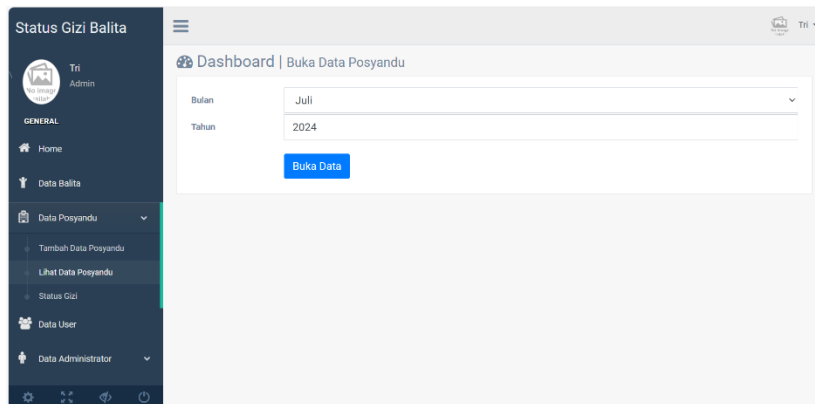 Status Gizi Balita
Tri
Admin
GENERAL
Home
Data Balita
Data Posyandu
Tambah Data Posyandu
Lihat Data Posyandu
Status Gizi
Data User
Data Administrator
Tri
Dashboard | Buka Data Posyandu
Bulan
Juli
Tahun
2024
Buka Data